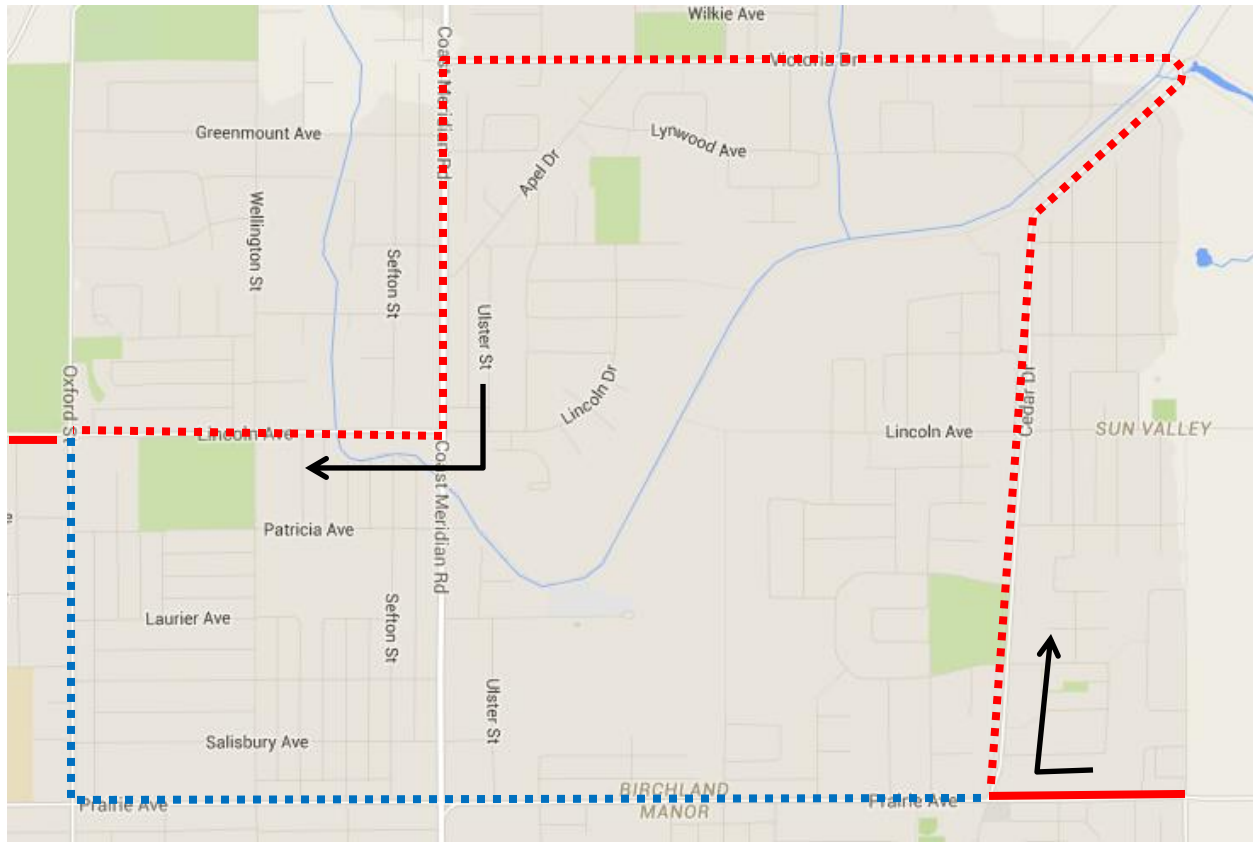 Wilkie Ave
Coast Meridian Rd
Victoria Dr
Greenmount Ave
Lynwood Ave
Apel Dr
Wellington St
Sefton St
Ulster St
Oxford St
Lincoln Dr
Cedar Dr
Lincoln Ave
Lincoln Ave
SUN VALLEY
Coast Meridian Rd
Patricia Ave
Laurier Ave
Sefton St
Ulster St
Salisbury Ave
BIRCHLAND
MANOR
Prairie Ave
Prairie Ave